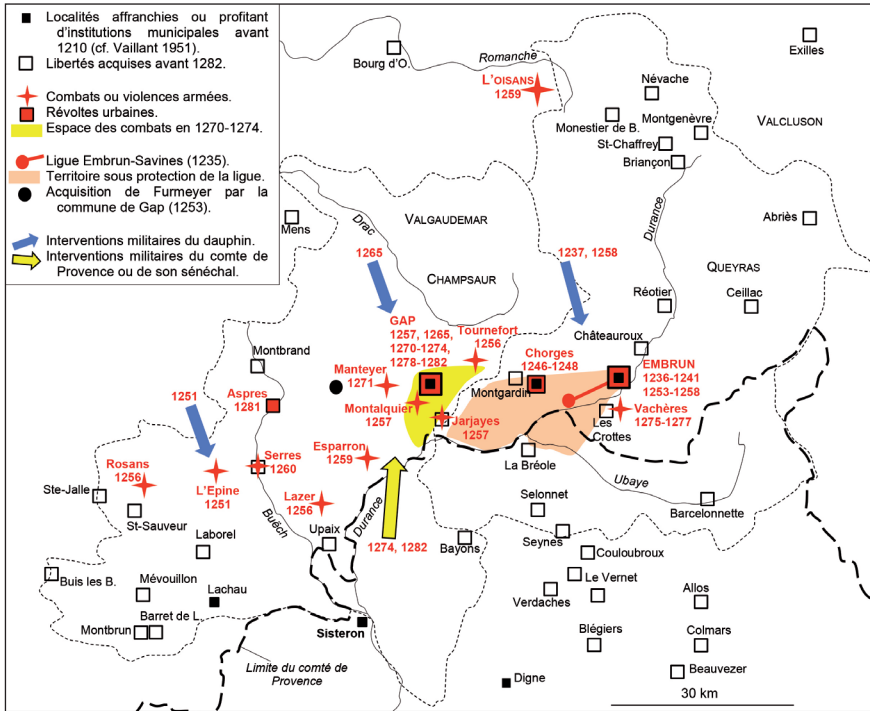 Localités affranchies ou profitant
d'institutions municipales avant
1210 (cf. Vaillant 1951).
Libertés acquises avant 1282.
Combats ou violences armées.
Révoltes urbaines.
Espace des combats en 1270-1274.
Ligue Embrun-Savines (1235).
Territoire sous protection de la ligue.
Acquisition de Furmeyer par la
commune de Gap (1253).
Interventions militaires du dauphin.
Interventions militaires du comte de
Provence ou de son sénéchal.
Bourg d'O.
Romanche
Exilles
L'OISANS
1259
Névache
Monestier de B.
Montgenèvre
VALCLUSON
St-Chaffrey
Briançon
Mens
Drac
VALGAUDEMAR
Durance
Abriès
1265
1237, 1258
QUEYRAS
CHAMPSAUR
Réotier
Ceillac
GAP
1257, 1265,
1270-1274,
1278-1282
Tournefort
1256
Châteauroux
Montbrand
Manteyer
1271
Chorges
1246-1248
Montgardin
EMBRUN
1236-1241
1253-1258
1251
Aspres
1281
Montalquier
1257
Jarjayes
1257
Les
Crottes
Vachères
1275-1277
Esparron
1259
Serres
1260
La Bréole
Ubaye
Rosans
1256
L'Epine
1251
Ste-Jalle
St-Sauveur
Lazer
1256
Durance
Selonnet
Barcelonnette
Buëch
Upaix
1274, 1282
Bayons
Seynes
Laborel
Couloubroux
Buis les B.
Mévouillon
Lachau
Le Vernet
Verdaches
Allos
Barret de L.
Montbrun
Sisteron
Blégiers
Colmars
Limite du comté de
Provence
Digne
Beauvezer
30 km